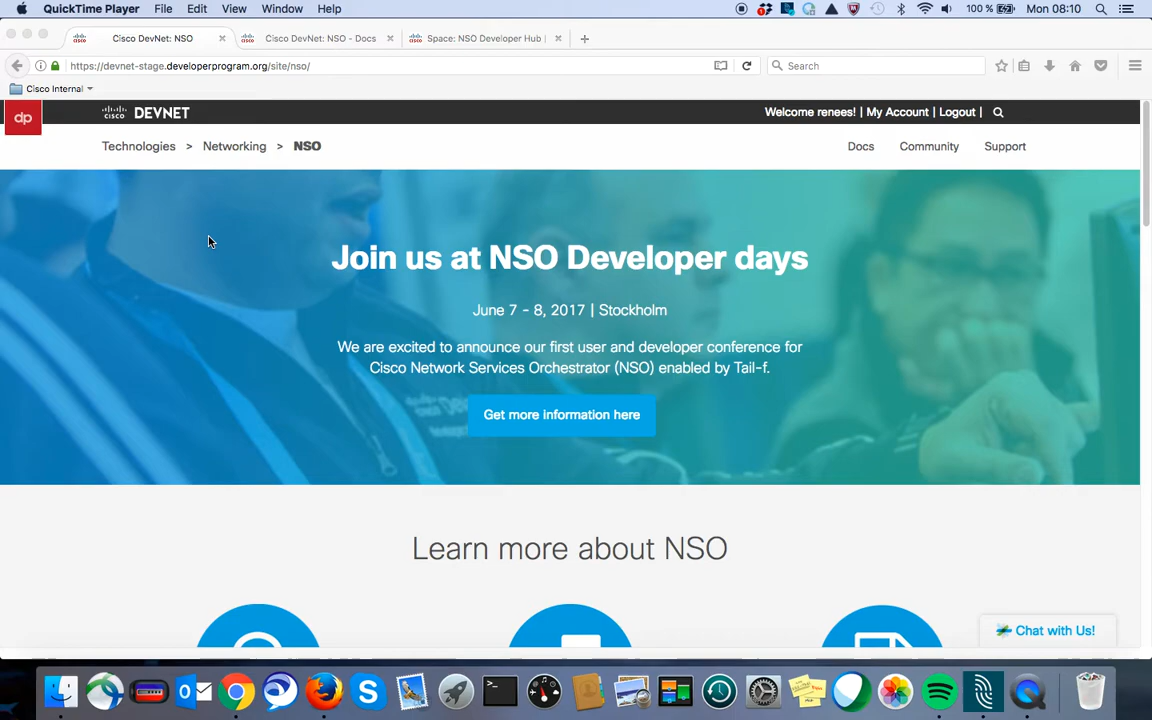 QuickTime Player File Edit View Window Help 100 % Mon 08:10
Cisco DevNet: NSO
Cisco DevNet: NSO - Docs
Space: NSO Developer Hub |
https://devnet-stage.developerprogram.org/site/nso/
Search
Cisco Internal
dp
cisco DEVNET
Welcome renees! | My Account | Logout |
Technologies > Networking > NSO
Docs Community Support
Join us at NSO Developer days
June 7 - 8, 2017 | Stockholm
We are excited to announce our first user and developer conference for
Cisco Network Services Orchestrator (NSO) enabled by Tail-f.
Get more information here
Learn more about NSO
Chat with Us!